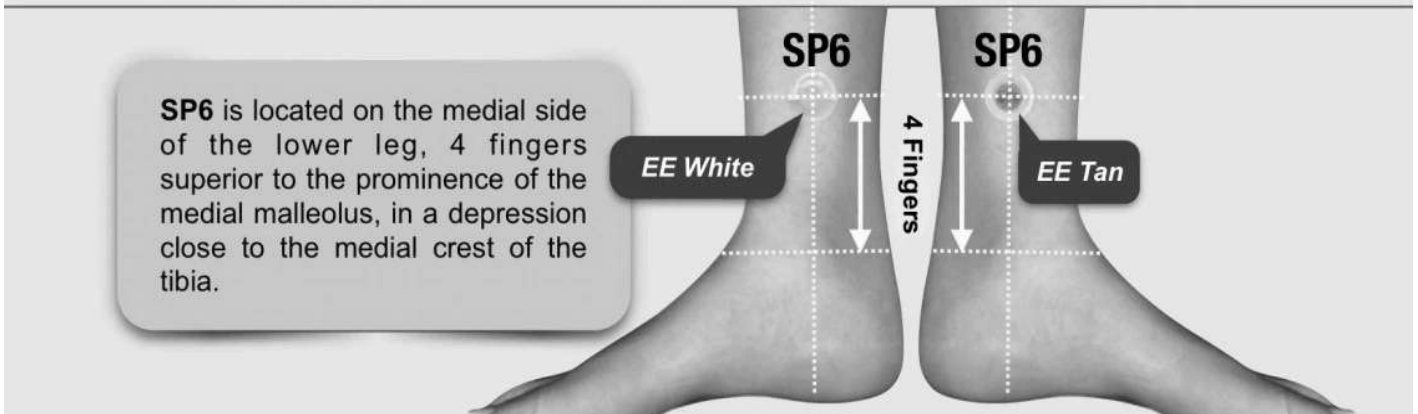 SP6 is located on the medial side
of the lower leg, 4 fingers
superior to the prominence of the
medial malleolus, in a depression
close to the medial crest of the
tibia.
SP6
SP6
EE White
4 Fingers
EE Tan